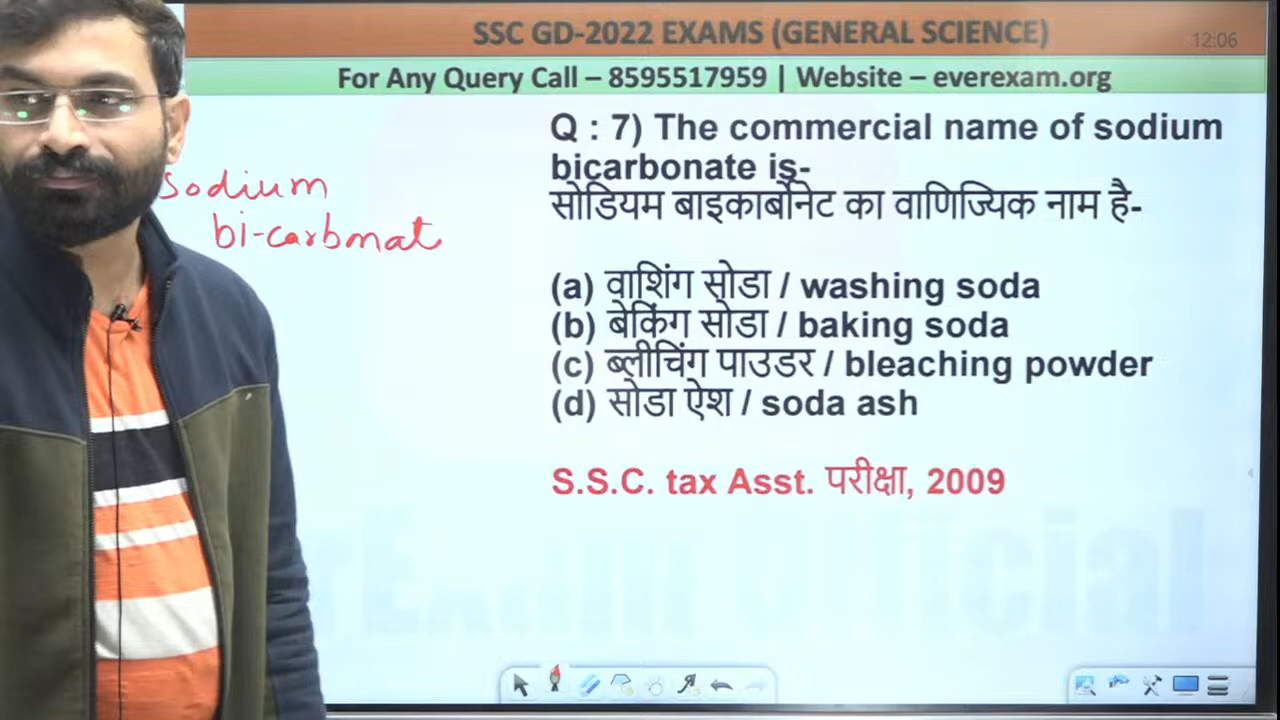 SSC GD-2022 EXAMS (GENERAL SCIENCE)
12:06
For Any Query Call – 8595517959 | Website – everexam.org
Q : 7) The commercial name of sodium
bicarbonate is-
सोडियम बाइकार्बोनेट का वाणिज्यिक नाम है-
sodium
bi-carbonat
(a) वाशिंग सोडा / washing soda
(b) बेकिंग सोडा / baking soda
(c) ब्लीचिंग पाउडर / bleaching powder
(d) सोडा ऐश / soda ash
S.S.C. tax Asst. परीक्षा, 2009